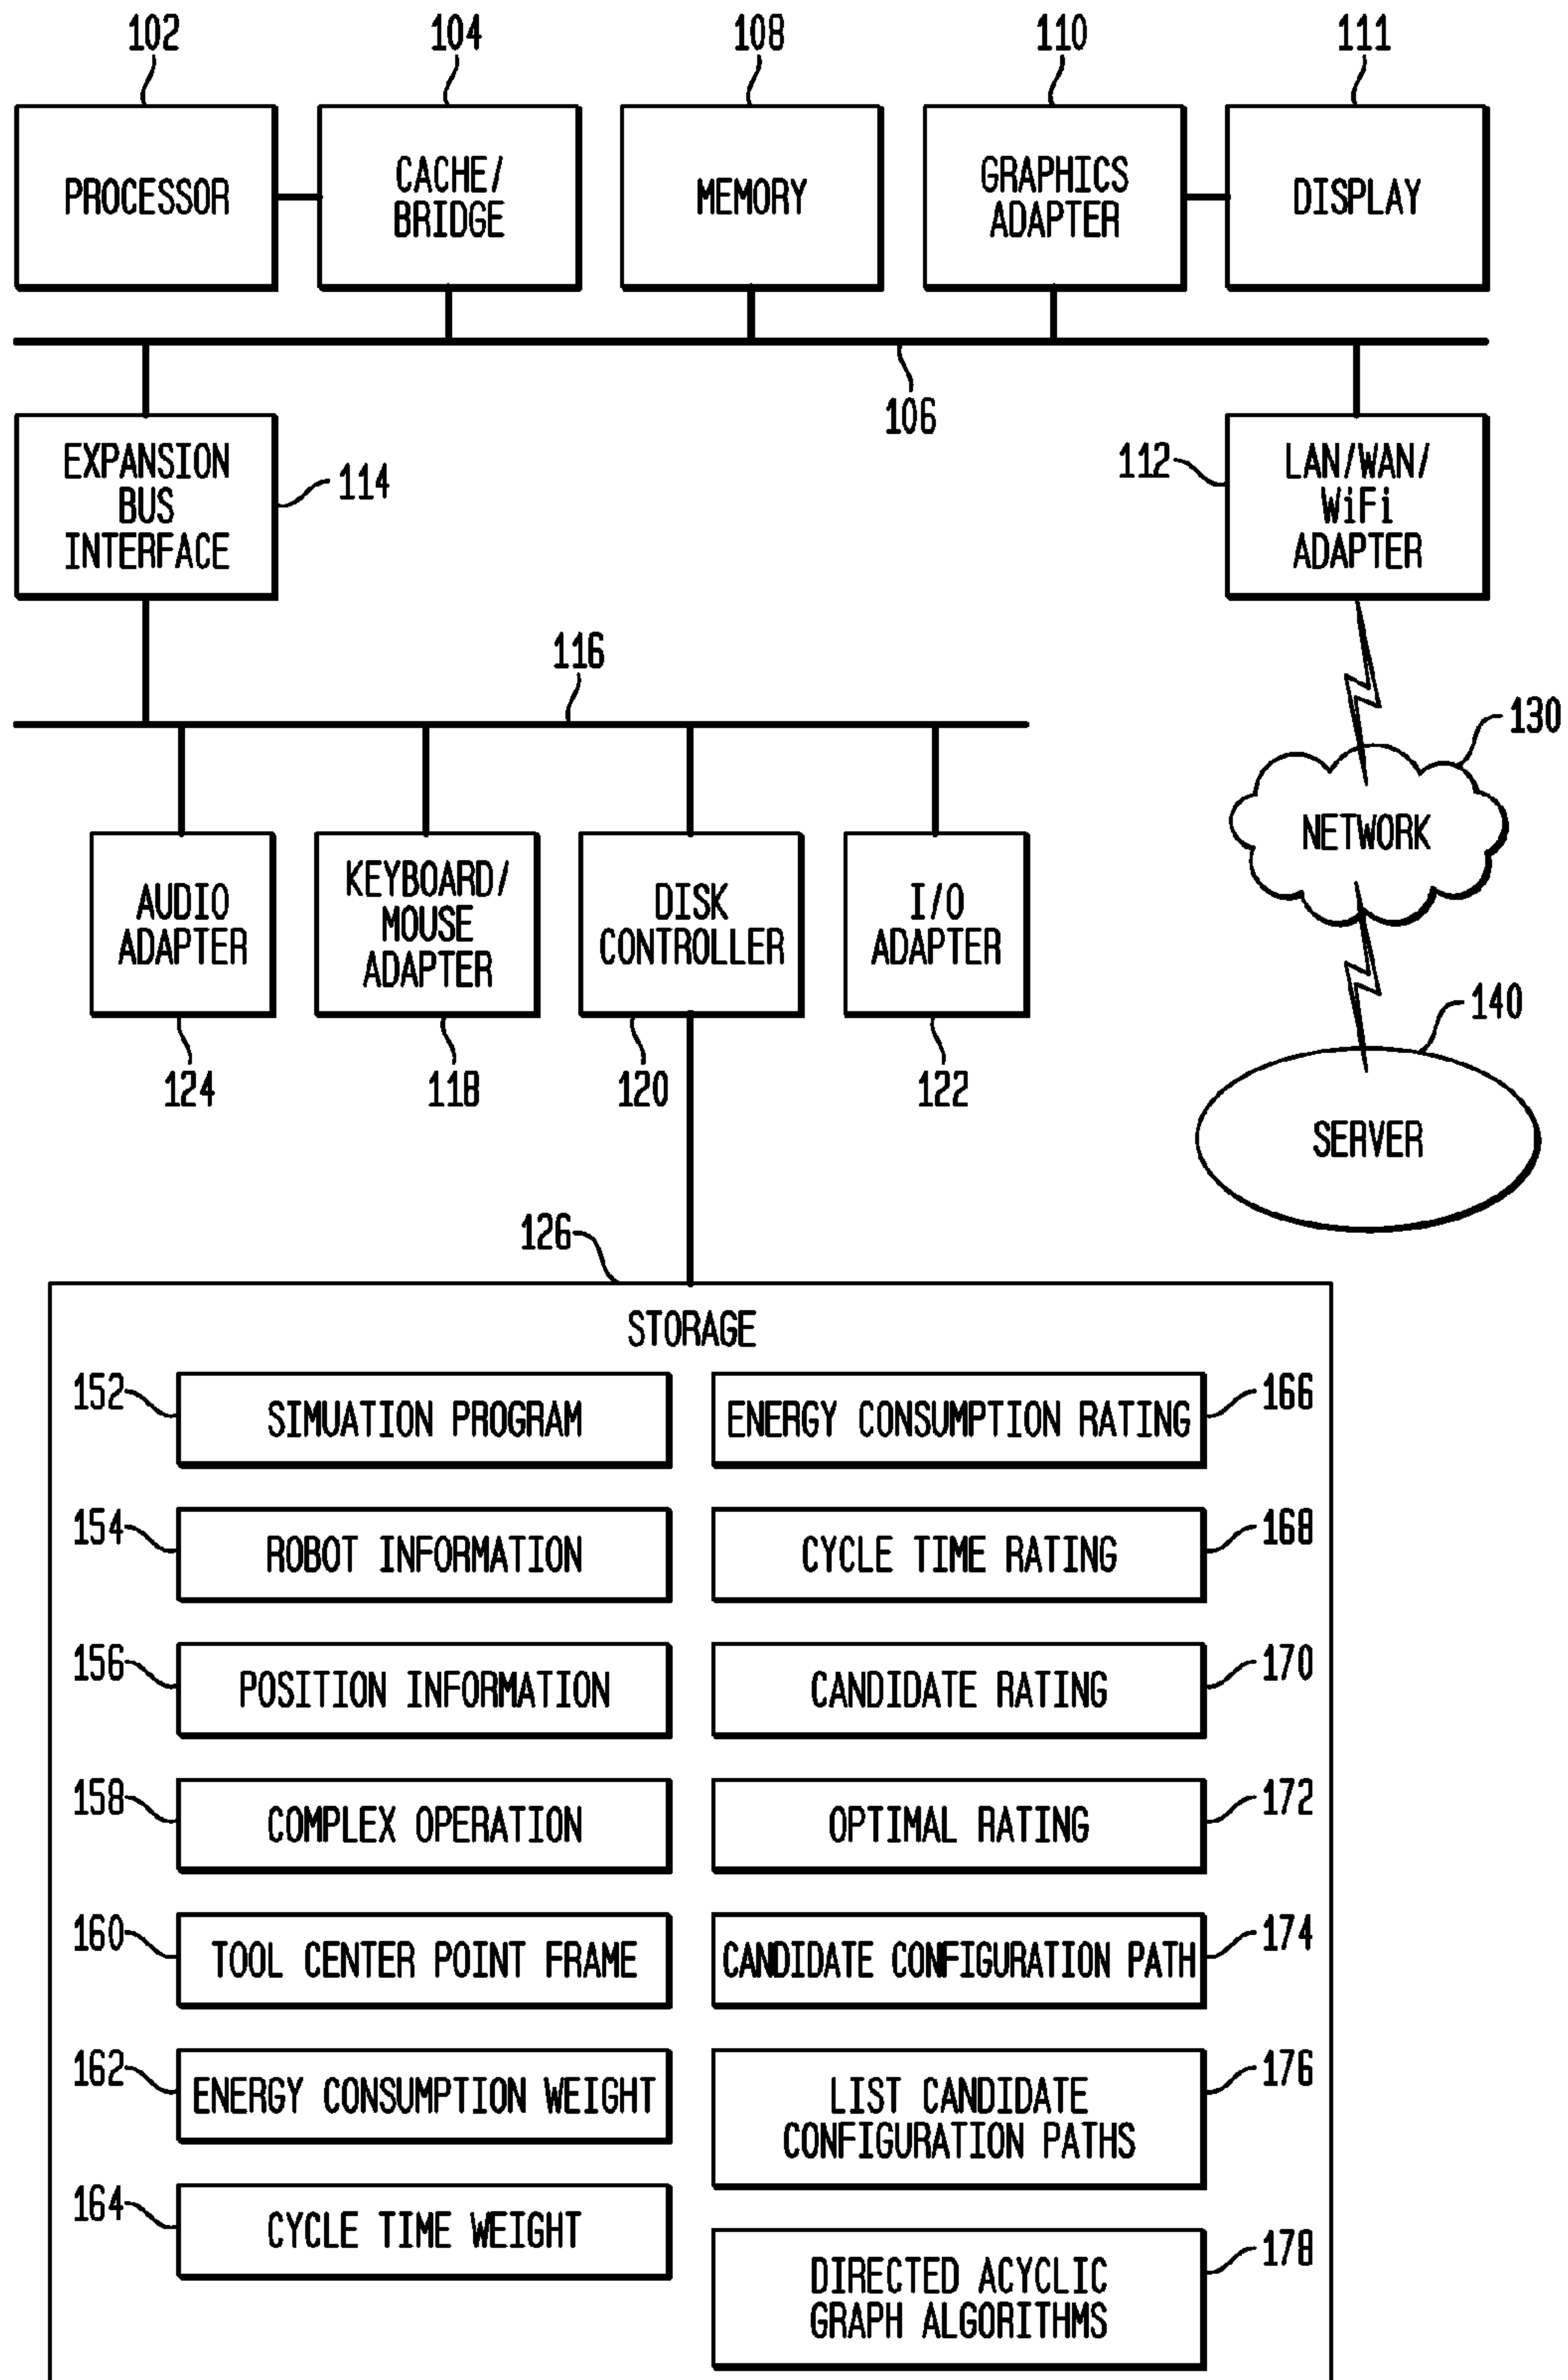 102
104
108
110
111
PROCESSOR
CACHE/
BRIDGE
MEMORY
GRAPHICS
ADAPTER
DISPLAY
106
EXPANSION
BUS
INTERFACE
114
112
LAN/WAN/
WiFi
ADAPTER
116
130
NETWORK
AUDIO
ADAPTER
KEYBOARD/
MOUSE
ADAPTER
DISK
CONTROLLER
I/O
ADAPTER
124
118
120
122
140
SERVER
126
STORAGE
152
SIMUATION PROGRAM
ENERGY CONSUMPTION RATING
166
154
ROBOT INFORMATION
CYCLE TIME RATING
168
156
POSITION INFORMATION
CANDIDATE RATING
170
158
COMPLEX OPERATION
OPTIMAL RATING
172
160
TOOL CENTER POINT FRAME
CANDIDATE CONFIGURATION PATH
174
162
ENERGY CONSUMPTION WEIGHT
LIST CANDIDATE
CONFIGURATION PATHS
176
164
CYCLE TIME WEIGHT
DIRECTED ACYCLIC
GRAPH ALGORITHMS
178